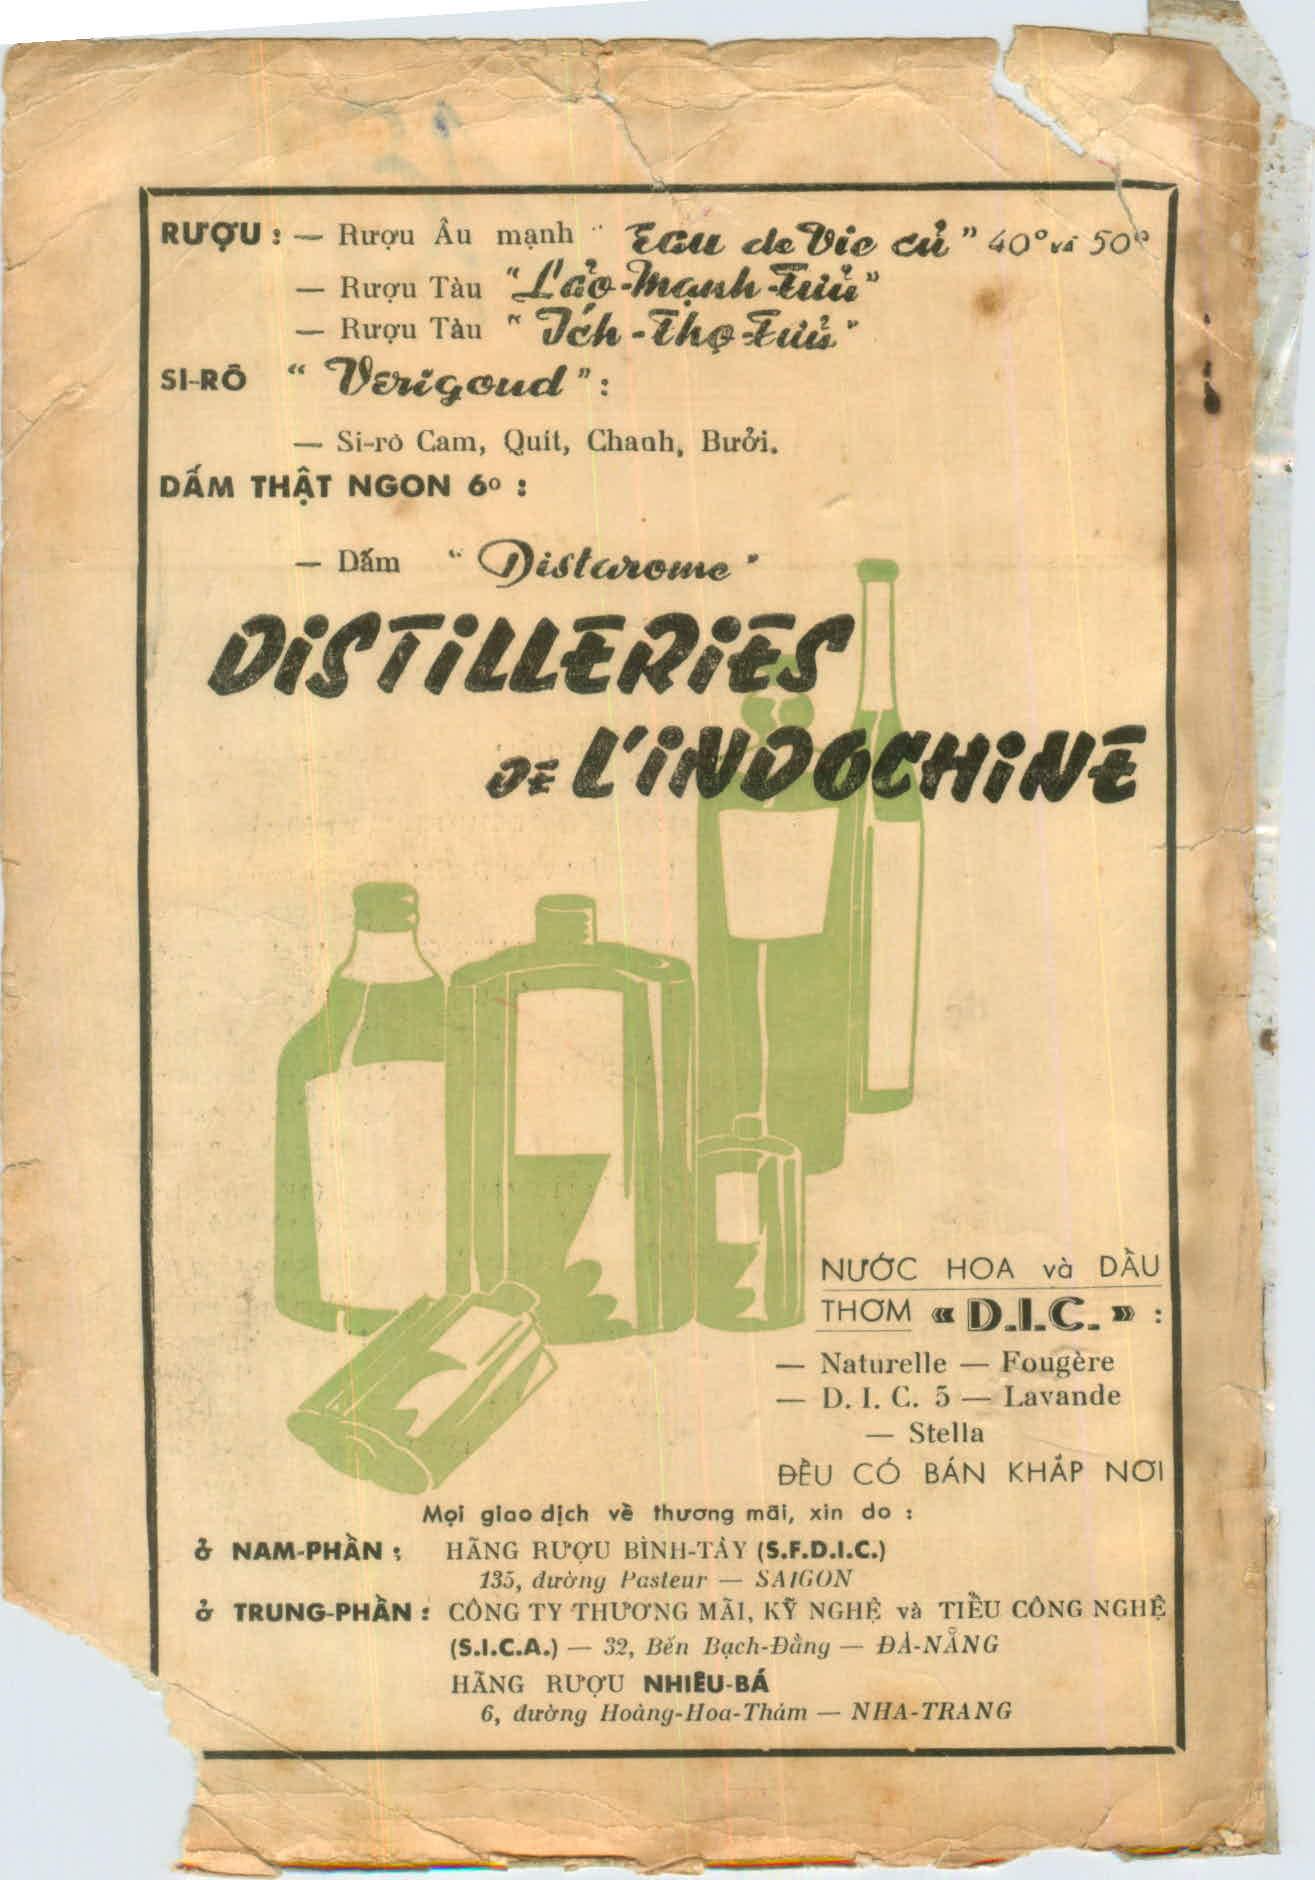 RƯỢU : — Rượu Âu mạnh " Eau de Vie củ " 40° và 50°
— Rượu Tàu " Lảo-Mạnh-Tửu "
— Rượu Tàu " Ích-Thọ-Tửu "
SI-RÔ " Verigoud " :
— Si-rô Cam, Quít, Chanh, Bưởi.
DẤM THẬT NGON 6° :
— Dấm " Distarome "
DISTILLERIES
DE L'INDOCHINE
NƯỚC HOA và DẦU
THƠM « D.I.C. » :
— Naturelle — Fougère
— D. I. C. 5 — Lavande
— Stella
ĐỀU CÓ BÁN KHẮP NƠI
Mọi giao dịch về thương mãi, xin do :
ở NAM-PHẦN : HÃNG RƯỢU BÌNH-TÂY (S.F.D.I.C.)
135, đường Pasteur — SAIGON
ở TRUNG-PHẦN : CÔNG TY THƯƠNG MÃI, KỸ NGHỆ và TIỂU CÔNG NGHỆ
(S.I.C.A.) — 32, Bến Bạch-Đằng — ĐÀ-NẴNG
HÃNG RƯỢU NHIÊU-BÁ
6, đường Hoàng-Hoa-Thám — NHA-TRANG